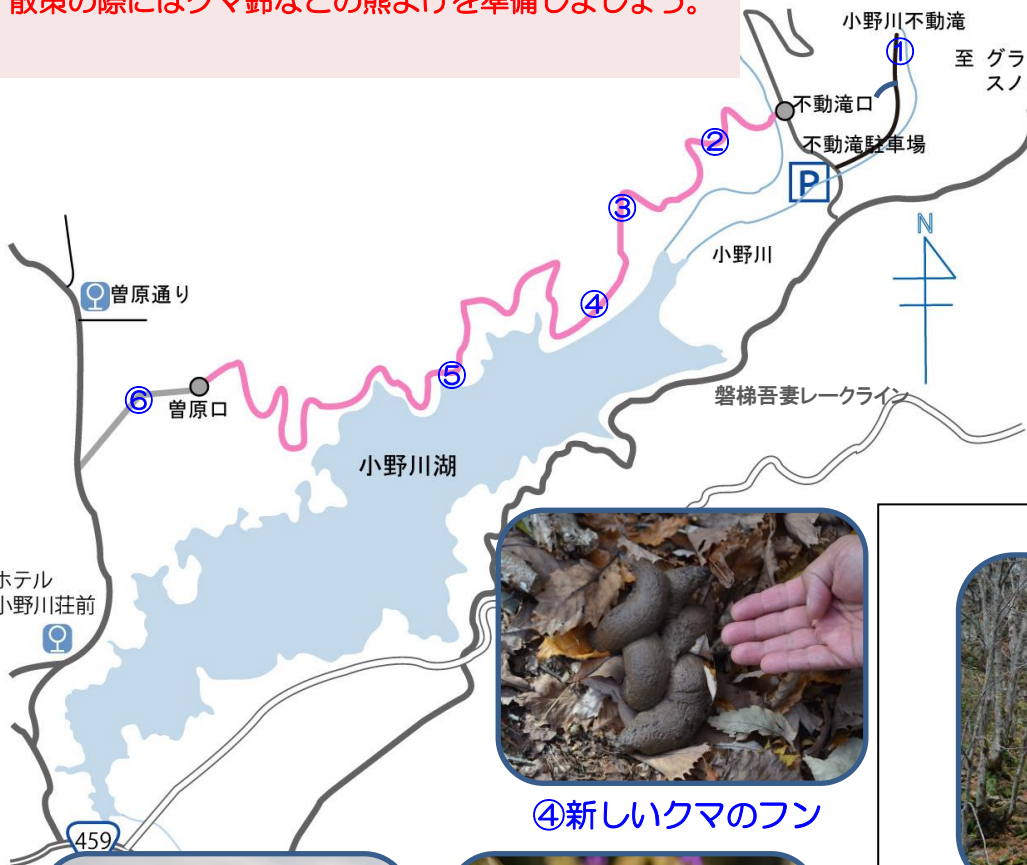 散策の際にはクマ鈴などの熊よけを準備しましょう。
小野川不動滝
①
至 グラ
スノ
不動滝口
②
不動滝駐車場
P
③
N
小野川
曽原通り
④
⑤
⑥
曽原口
磐梯吾妻レークライン
小野川湖
ホテル
小野川荘前
④新しいクマのフン
459